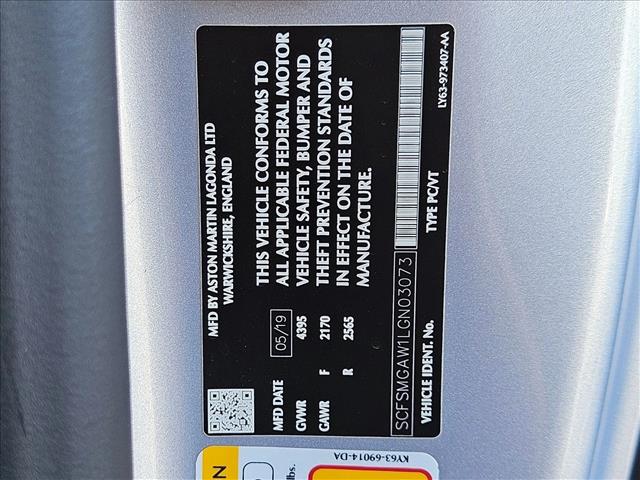 MFD BY ASTON MARTIN LAGONDA LTD
WARWICKSHIRE, ENGLAND
THIS VEHICLE CONFORMS TO
ALL APPLICABLE FEDERAL MOTOR
VEHICLE SAFETY, BUMPER AND
THEFT PREVENTION STANDARDS
IN EFFECT ON THE DATE OF
MANUFACTURE.
MFD DATE 05/19
GVWR 4395
GAWR F 2170
R 2565
SCFSMGAW1LGN03073
VEHICLE IDENT. No. TYPE PC/VT
LY63-973407-AA
KY63-69014-DA
lbs.